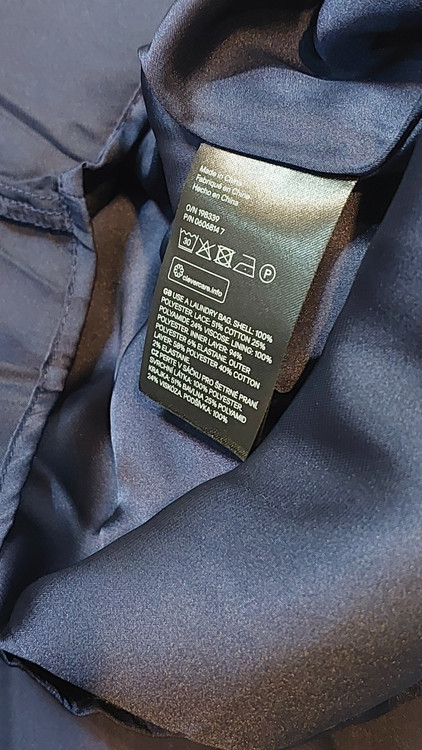 Made in China
Fabriqué en Chine
Hecho en China
O/N 198339
P/N 0606814 7
30 P
clevercare.info
GB USE A LAUNDRY BAG, SHELL: 100%
POLYESTER. LACE: 51% COTTON 25%
POLYAMIDE 24% VISCOSE. LINING: 100%
POLYESTER. INNER LAYER: 94%
POLYESTER 6% ELASTANE. OUTER
LAYER: 58% POLYESTER 40% COTTON
2% ELASTANE.
CZ PERTE V SÁČKU PRO ŠETRNÉ PRANÍ,
SVRCHNÍ LÁTKA: 100% POLYESTER.
KRAJKA: 51% BAVLNA 25% POLYAMID
24% VISKÓZA. PODŠÍVKA: 100%